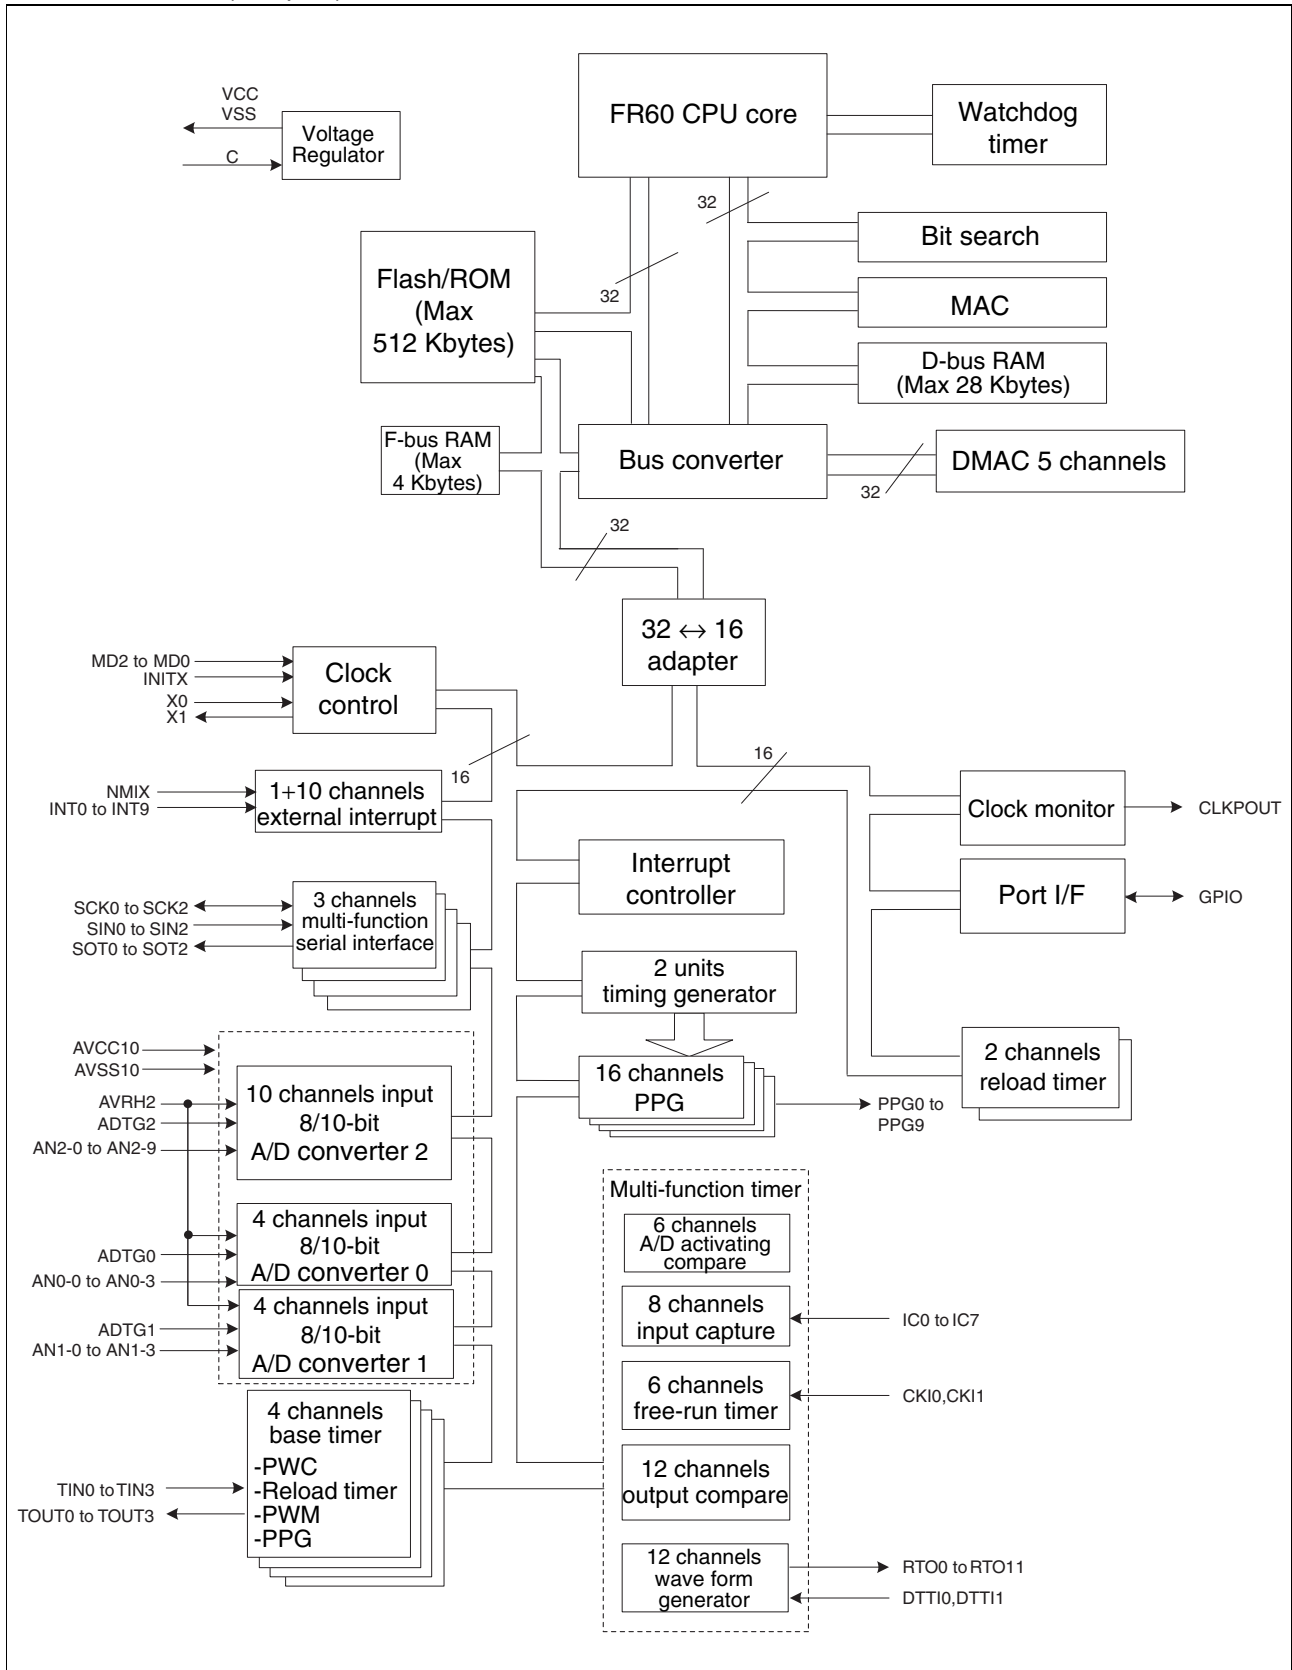 FR60 CPU core
Watchdog
timer
VCC
VSS
C
Voltage
Regulator
32
Bit search
Flash/ROM
(Max
512 Kbytes)
32
MAC
D-bus RAM
(Max 28 Kbytes)
F-bus RAM
(Max
4 Kbytes)
Bus converter
DMAC 5 channels
32
32
32 ↔ 16
adapter
MD2 to MD0
INITX
X0
X1
Clock
control
16
16
NMIX
INT0 to INT9
1+10 channels
external interrupt
Clock monitor
CLKPOUT
Interrupt
controller
Port I/F
GPIO
SCK0 to SCK2
SIN0 to SIN2
SOT0 to SOT2
3 channels
multi-function
serial interface
2 units
timing generator
AVCC10
AVSS10
AVRH2
ADTG2
AN2-0 to AN2-9
10 channels input
8/10-bit
A/D converter 2
16 channels
PPG
PPG0 to
PPG9
2 channels
reload timer
ADTG0
AN0-0 to AN0-3
4 channels input
8/10-bit
A/D converter 0
ADTG1
AN1-0 to AN1-3
4 channels input
8/10-bit
A/D converter 1
Multi-function timer
6 channels
A/D activating
compare
8 channels
input capture
IC0 to IC7
6 channels
free-run timer
CKI0,CKI1
4 channels
base timer
-PWC
-Reload timer
-PWM
-PPG
TIN0 to TIN3
TOUT0 to TOUT3
12 channels
output compare
12 channels
wave form
generator
RTO0 to RTO11
DTTI0,DTTI1